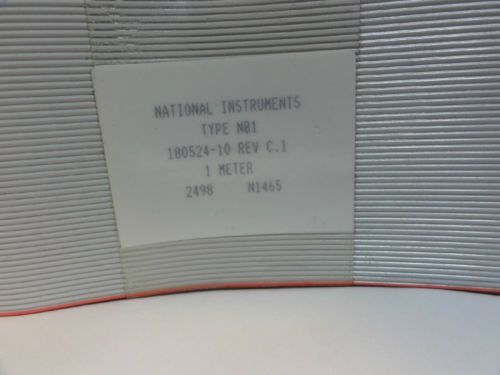 NATIONAL INSTRUMENTS
TYPE NB1
180524-10 REV C.1
1 METER
2498 N1465